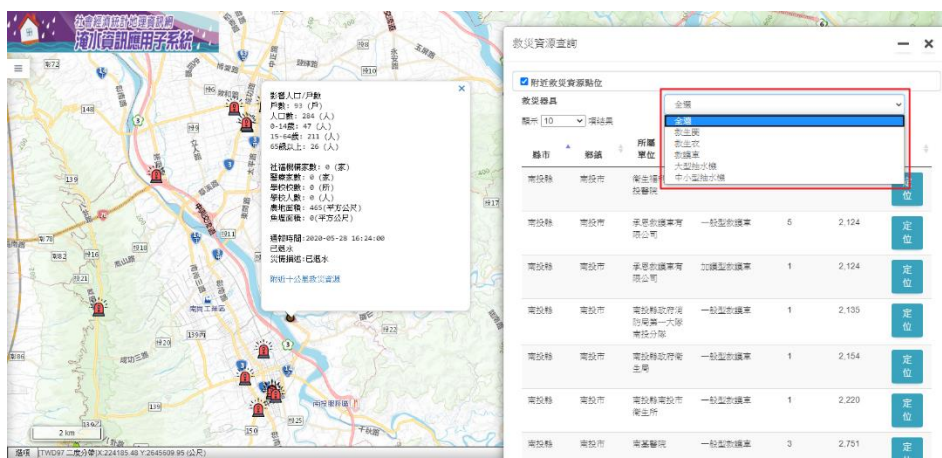 社會經濟統計地理資訊網
淹水資訊應用子系統
影響人口/戶數
戶數: 93 (戶)
人口數: 284 (人)
0-14歲: 47 (人)
15-64歲: 211 (人)
65歲以上: 26 (人)
社福機構家數: 0 (家)
醫療家數: 0 (家)
學校校數: 0 (所)
學校人數: 0 (人)
農地面積: 465(平方公尺)
魚塭面積: 0(平方公尺)
通報時間:2020-05-28 16:24:00
已退水
災情描述:已退水
附近十公里救災資源
南崗工業區
南投服務區
2 km
選項 TWD97 二度分帶|X:224185.48 Y:2645609.95 (公尺)
救災資源查詢
附近救災資源點位
救災器具
全選
顯示 10 項結果
全選
救生圈
救生衣
救護車
大型抽水機
中小型抽水機
縣市 鄉鎮 所屬單位
南投縣 南投市 定位
南投縣 南投市 承恩救護車有限公司 一般型救護車 5 2,124 定位
南投縣 南投市 承恩救護車有限公司 加護型救護車 1 2,124 定位
南投縣 南投市 南投縣政府消防局第一大隊南投分隊 一般型救護車 1 2,135 定位
南投縣 南投市 南投縣政府衛生局 一般型救護車 1 2,154 定位
南投縣 南投市 南投縣南投市衛生所 一般型救護車 1 2,220 定位
南投縣 南投市 南基醫院 一般型救護車 3 2,751 定